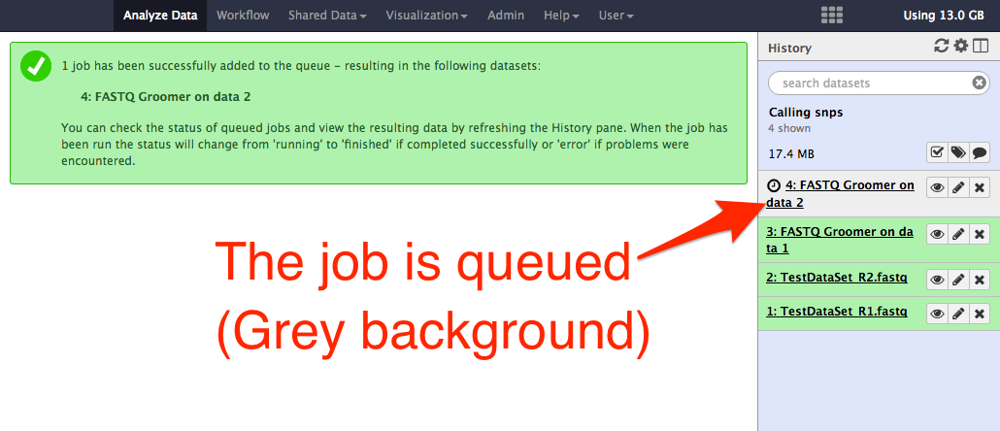 Analyze Data Workflow Shared Data Visualization Admin Help User Using 13.0 GB
1 job has been successfully added to the queue – resulting in the following datasets:
4: FASTQ Groomer on data 2
You can check the status of queued jobs and view the resulting data by refreshing the History pane. When the job has
been run the status will change from 'running' to 'finished' if completed successfully or 'error' if problems were
encountered.
The job is queued
(Grey background)
History
search datasets
Calling snps
4 shown
17.4 MB
4: FASTQ Groomer on
data 2
3: FASTQ Groomer on da
ta 1
2: TestDataSet_R2.fastq
1: TestDataSet_R1.fastq